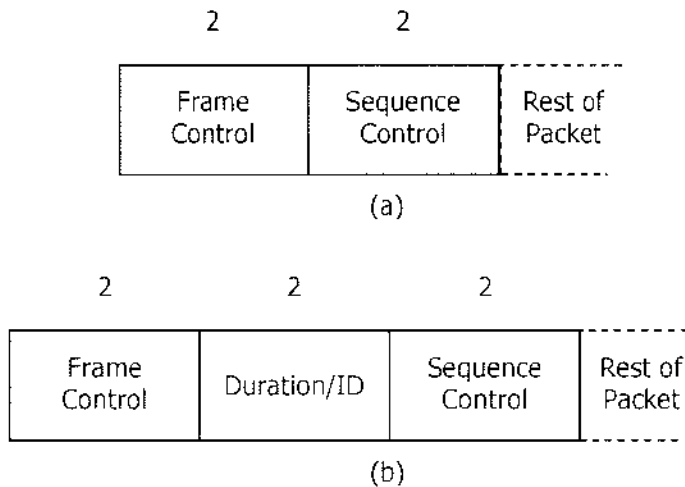 2 2
Frame Control Sequence Control Rest of Packet
(a)
2 2 2
Frame Control Duration/ID Sequence Control Rest of Packet
(b)